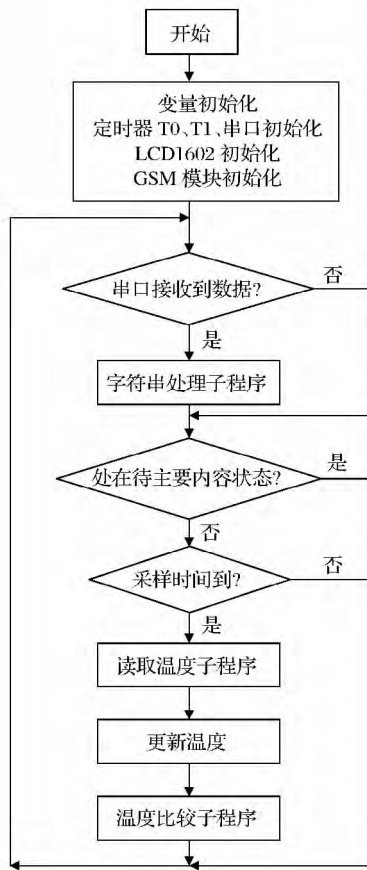 开始
变量初始化
定时器 T0、T1、串口初始化
LCD1602 初始化
GSM 模块初始化
串口接收到数据?
否
是
字符串处理子程序
处在待主要内容状态?
是
否
采样时间到?
否
是
读取温度子程序
更新温度
温度比较子程序